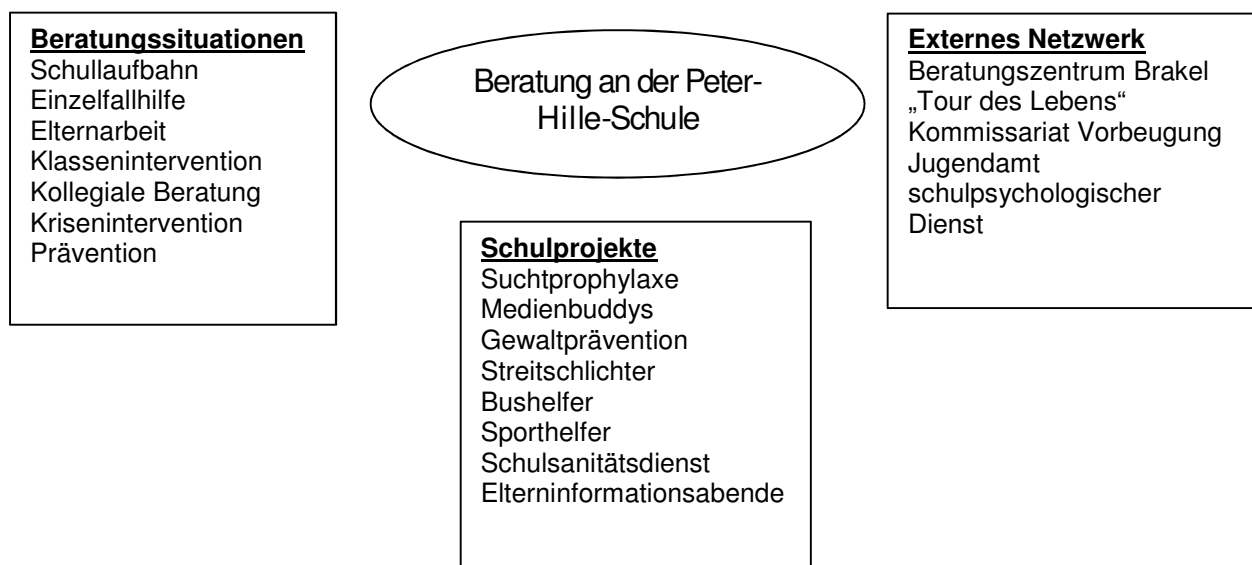 Beratungssituationen
Schullaufbahn
Einzelfallhilfe
Elternarbeit
Klassenintervention
Kollegiale Beratung
Krisenintervention
Prävention
Beratung an der Peter-
Hille-Schule
Externes Netzwerk
Beratungszentrum Brakel
„Tour des Lebens“
Kommissariat Vorbeugung
Jugendamt
schulpsychologischer
Dienst
Schulprojekte
Suchtprophylaxe
Medienbuddys
Gewaltprävention
Streitschlichter
Bushelfer
Sporthelfer
Schulsanitätsdienst
Elterninformationsabende